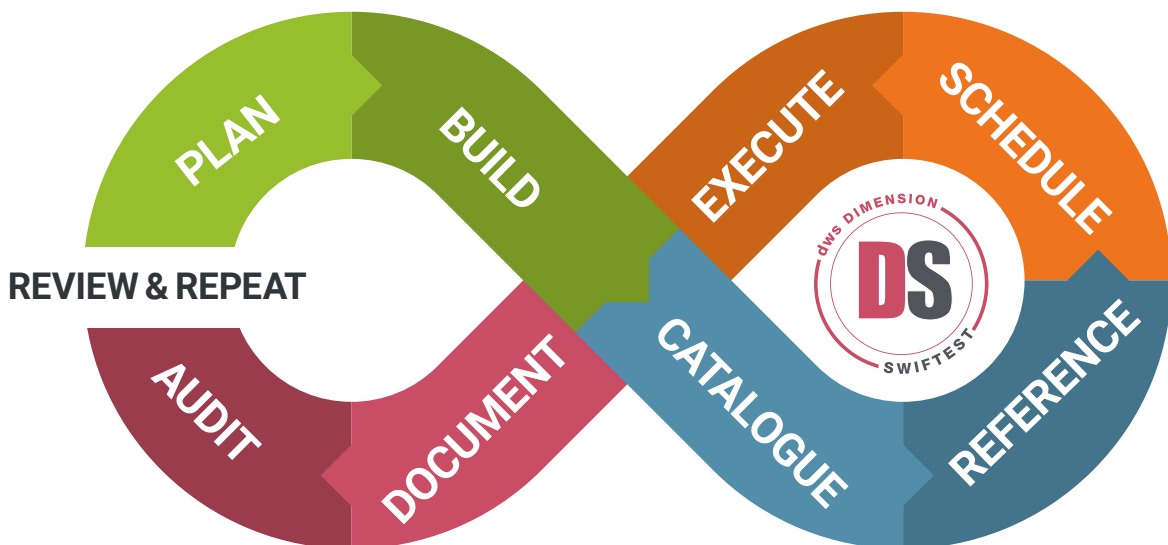 PLAN
BUILD
CATALOGUE
REFERENCE
SCHEDULE
EXECUTE
DOCUMENT
AUDIT
REVIEW & REPEAT
dws DIMENSION
DS
SWIFTEST